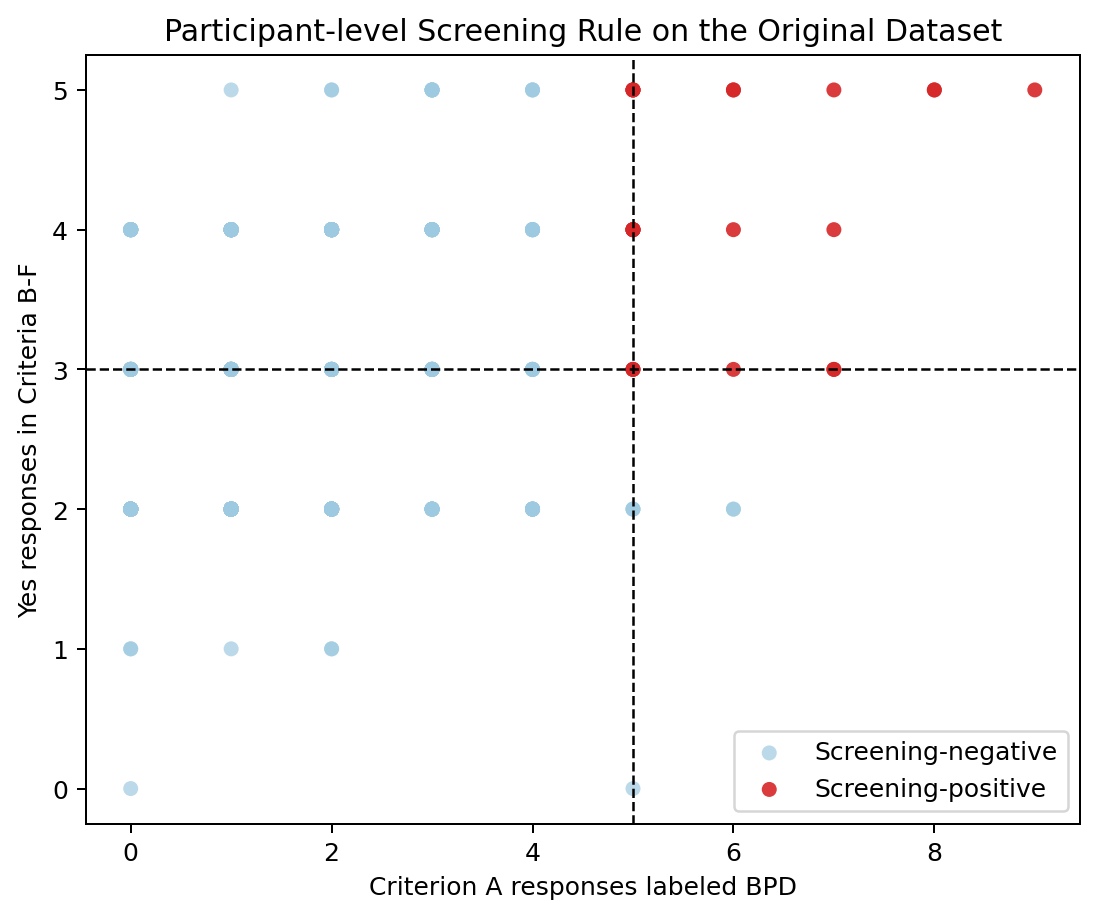 Participant-level Screening Rule on the Original Dataset
Yes responses in Criteria B-F
5
4
3
2
1
0
Screening-negative
Screening-positive
0 2 4 6 8
Criterion A responses labeled BPD